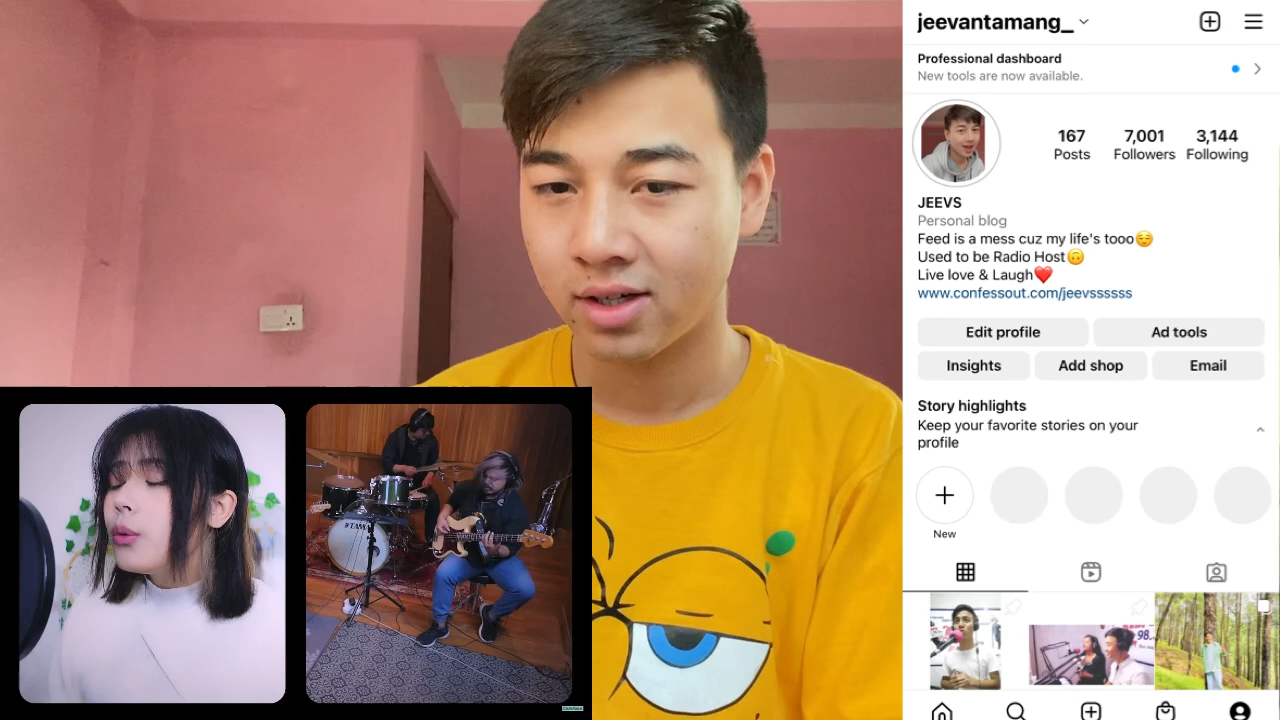 jeevantamang_
Professional dashboard
New tools are now available.
167 7,001 3,144
Posts Followers Following
JEEVS
Personal blog
Feed is a mess cuz my life's tooo😌
Used to be Radio Host🙃
Live love & Laugh❤️
www.confessout.com/jeevssssss
Edit profile Ad tools
Insights Add shop Email
Story highlights
Keep your favorite stories on your
profile
New
98.
TAMA